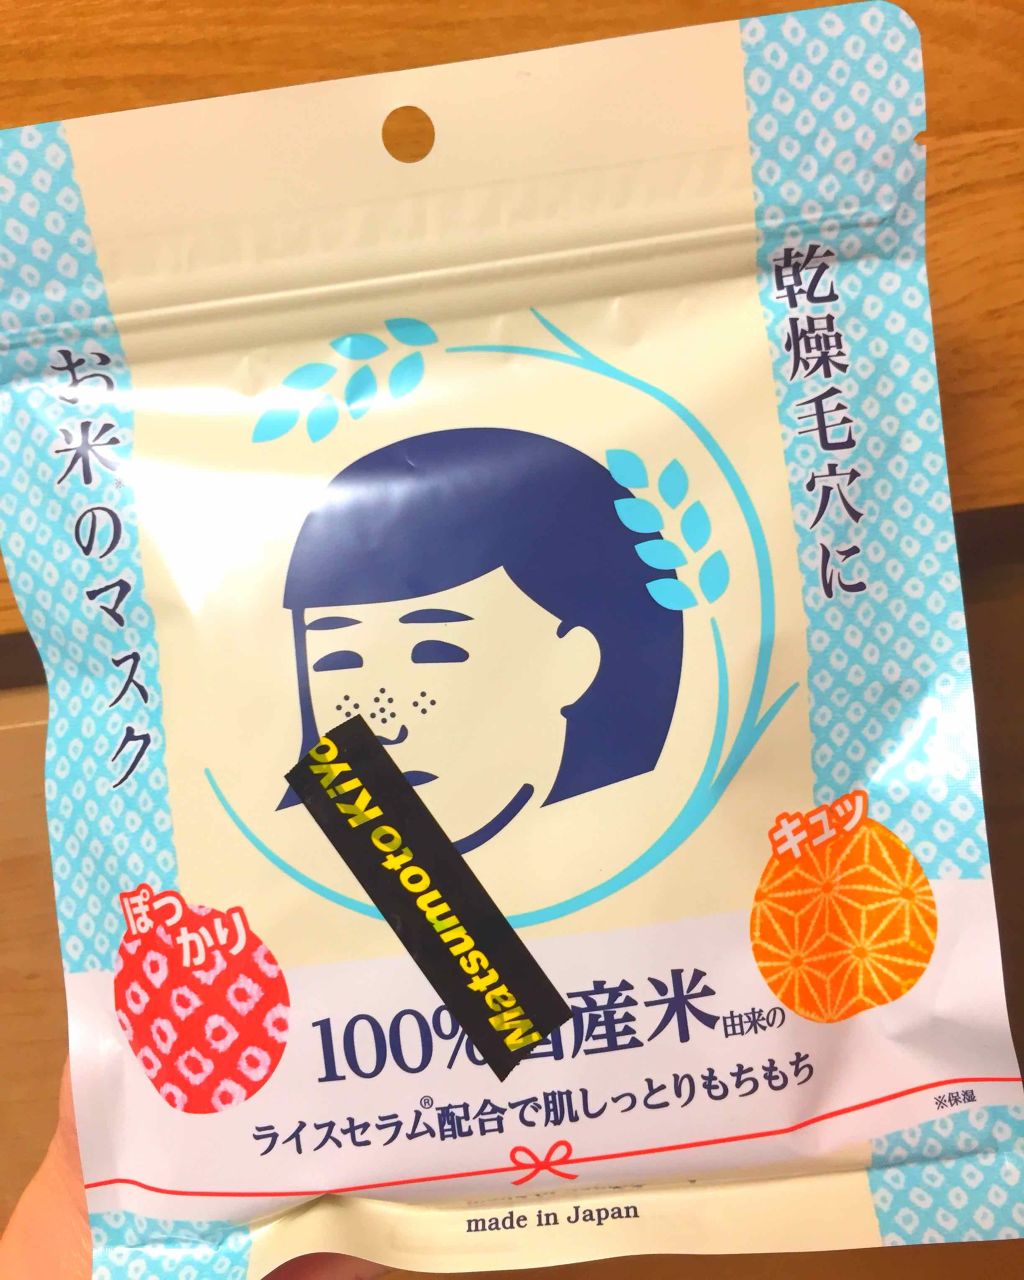 乾燥毛穴に
お米のマスク
※
キュッ
ぽっ
かり
Matsumoto Kiyo
100%
産米由来の
ライスセラム®配合で肌しっとりもちもち
※保湿
made in Japan